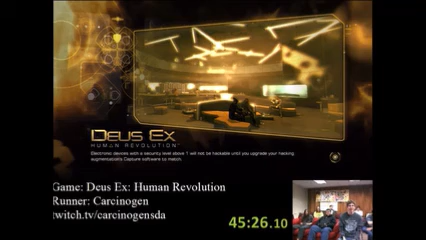 DEUS EX
HUMAN REVOLUTION
Electronic devices with a security level above 1 will not be hackable until you upgrade your hacking
augmentation's Capture software to match.
Game: Deus Ex: Human Revolution
Runner: Carcinogen
twitch.tv/carcinogensda
45:26.10